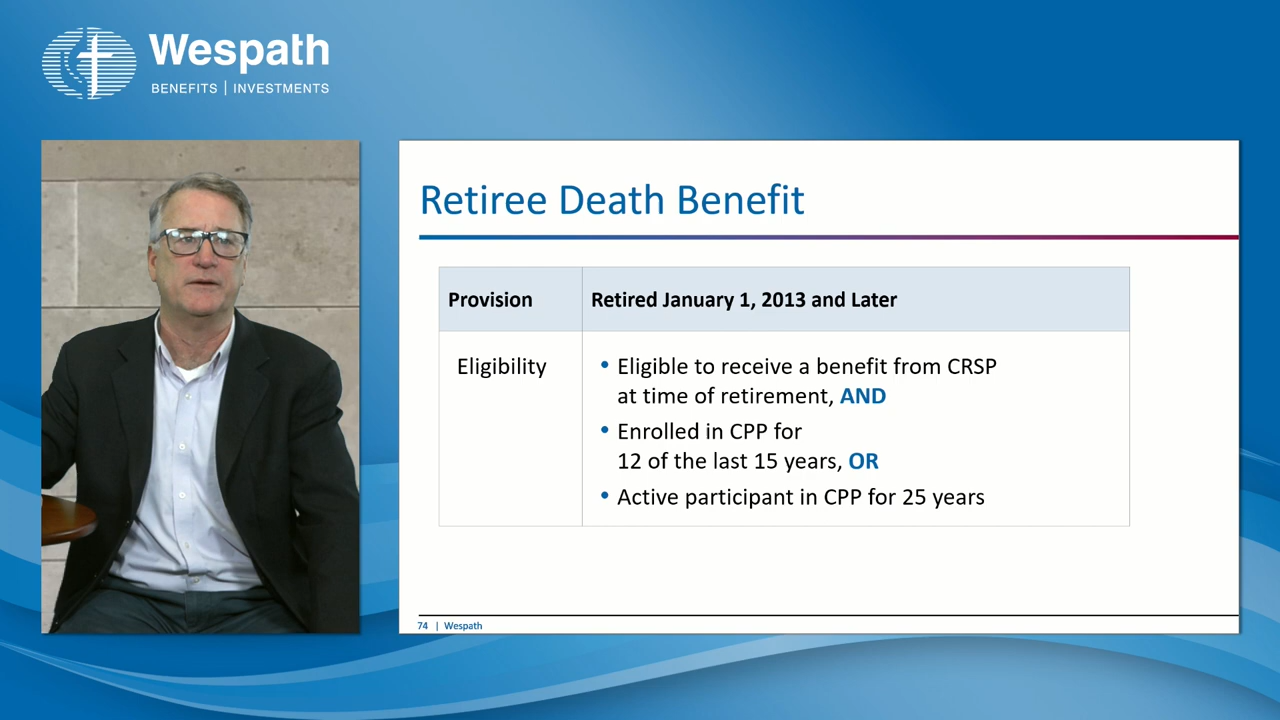 Wespath
BENEFITS | INVESTMENTS
Retiree Death Benefit
Provision
Retired January 1, 2013 and Later
Eligibility
• Eligible to receive a benefit from CRSP
at time of retirement, AND
• Enrolled in CPP for
12 of the last 15 years, OR
• Active participant in CPP for 25 years
74 | Wespath